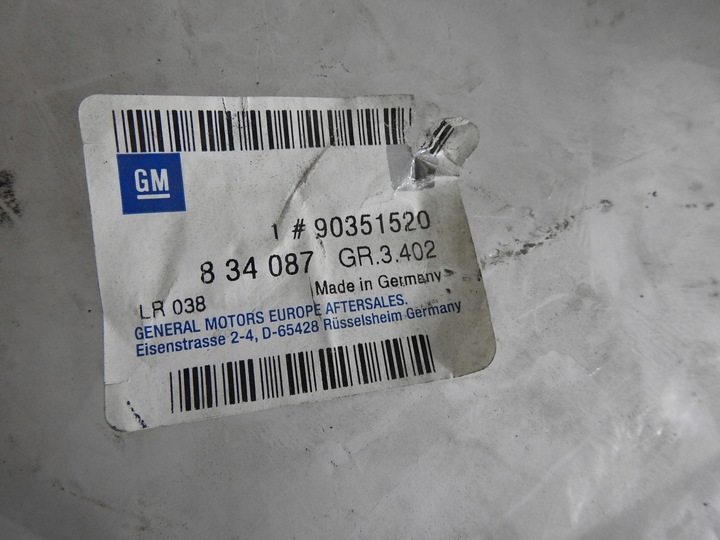 GM
1 # 90351520
8 34 087 GR.3.402
Made in Germany
LR 038
GENERAL MOTORS EUROPE AFTERSALES.
Eisenstrasse 2-4, D-65428 Rüsselsheim Germany